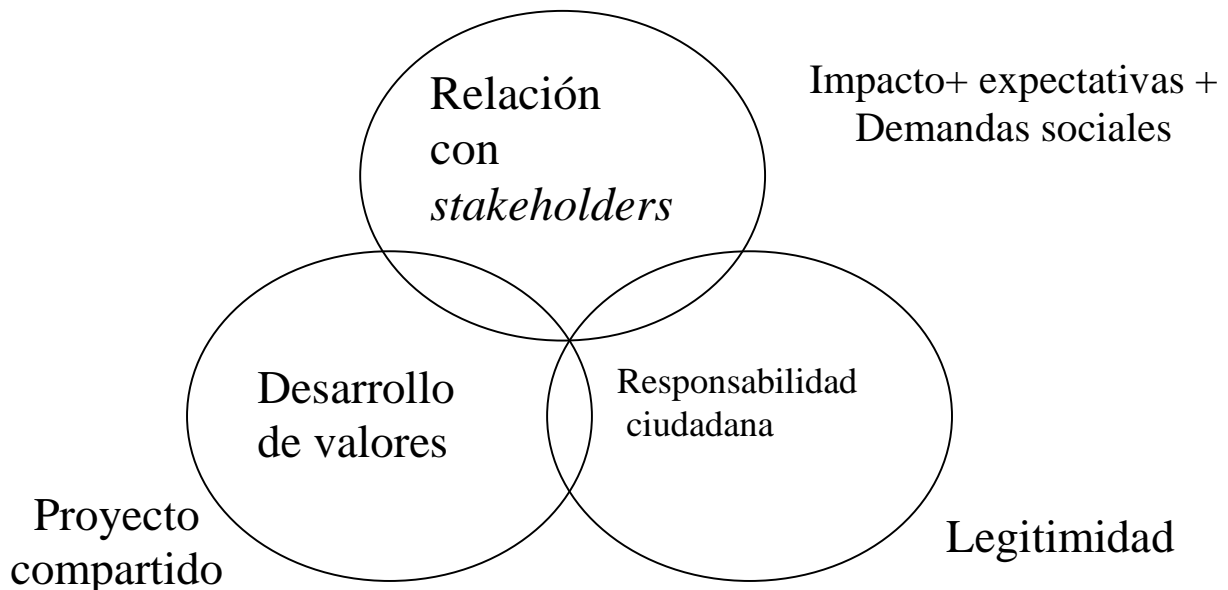 Relación
con
stakeholders
Impacto+ expectativas +
Demandas sociales
Desarrollo
de valores
Responsabilidad
ciudadana
Proyecto
compartido
Legitimidad